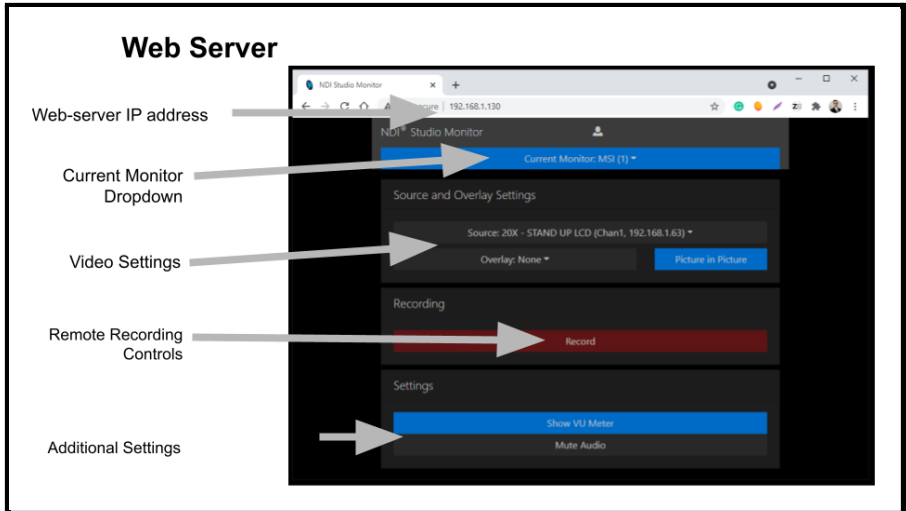 Web Server
NDI Studio Monitor
Web-server IP address
192.168.1.130
NDI® Studio Monitor
Current Monitor: MSI (1)
Current Monitor
Dropdown
Source and Overlay Settings
Source: 20X - STAND UP LCD (Chan1, 192.168.1.63)
Video Settings
Overlay: None
Picture in Picture
Recording
Remote Recording
Controls
Record
Settings
Show VU Meter
Additional Settings
Mute Audio